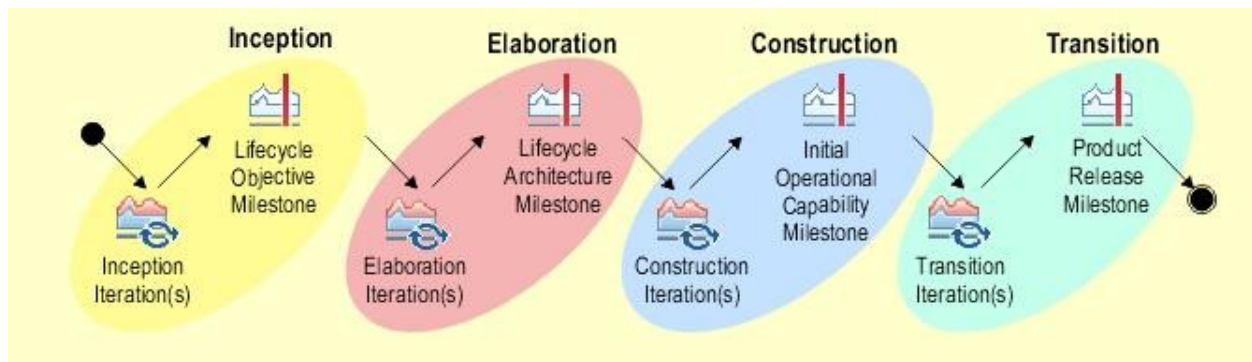 Inception
Elaboration
Construction
Transition
Lifecycle
Objective
Milestone
Inception
Iteration(s)
Lifecycle
Architecture
Milestone
Elaboration
Iteration(s)
Initial
Operational
Capability
Milestone
Construction
Iteration(s)
Product
Release
Milestone
Transition
Iteration(s)